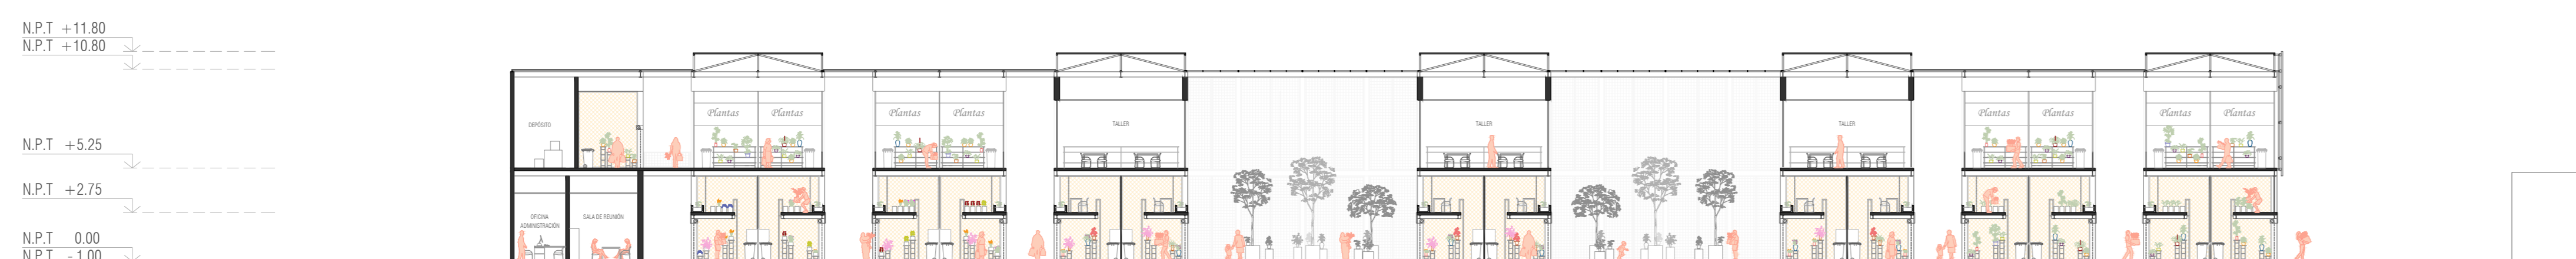 N.P.T +11.80
N.P.T +10.80
N.P.T +5.25
N.P.T +2.75
N.P.T 0.00
N.P.T - 1.00
DEPÓSITO
Plantas Plantas
Plantas Plantas
TALLER
TALLER
TALLER
Plantas Plantas
Plantas Plantas
OFICINA
ADMINISTRACIÓN
SALA DE REUNIÓN